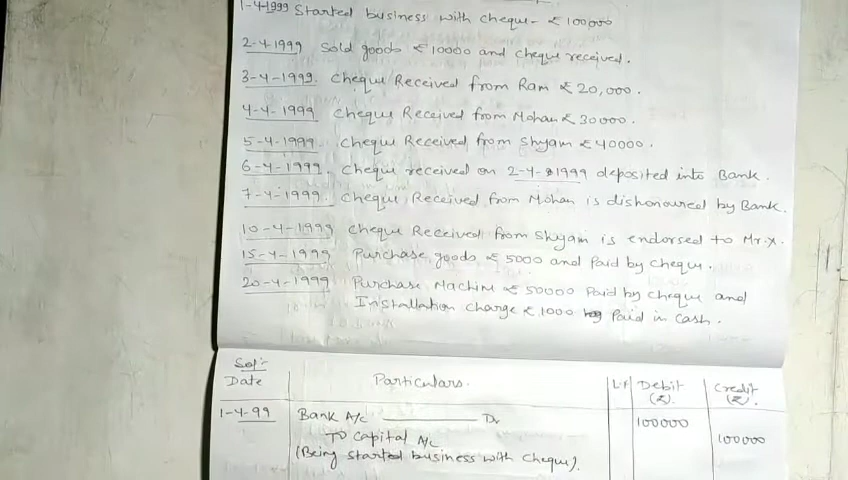 1-4-1999 Started business with cheque - ₹100000
2-4-1999 Sold goods ₹10000 and cheque received.
3-4-1999. Cheque Received from Ram ₹20,000.
4-4-1999 Cheque Received from Mohan ₹30000.
5-4-1999. Cheque Received from Shyam ₹40000.
6-4-1999. Cheque received on 2-4-1999 deposited into Bank.
7-4-1999. Cheque Received from Mohan is dishonoured by Bank.
10-4-1999 Cheque Received from Shyam is endorsed to Mr. X.
15-4-1999 Purchase goods ₹5000 and Paid by cheque.
20-4-1999 Purchase Machine ₹50000 Paid by cheque and
Installation charge ₹1000 Paid in cash.
Sol:-
Date Particulars. L.F Debit (₹). Credit (₹).
1-4-99 Bank A/c Dr 100000
To Capital A/c 100000
(Being started business with cheque).